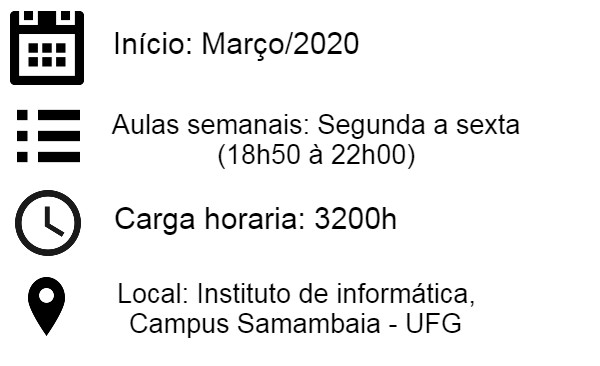 Início: Março/2020
Aulas semanais: Segunda a sexta
(18h50 à 22h00)
Carga horaria: 3200h
Local: Instituto de informática,
Campus Samambaia - UFG